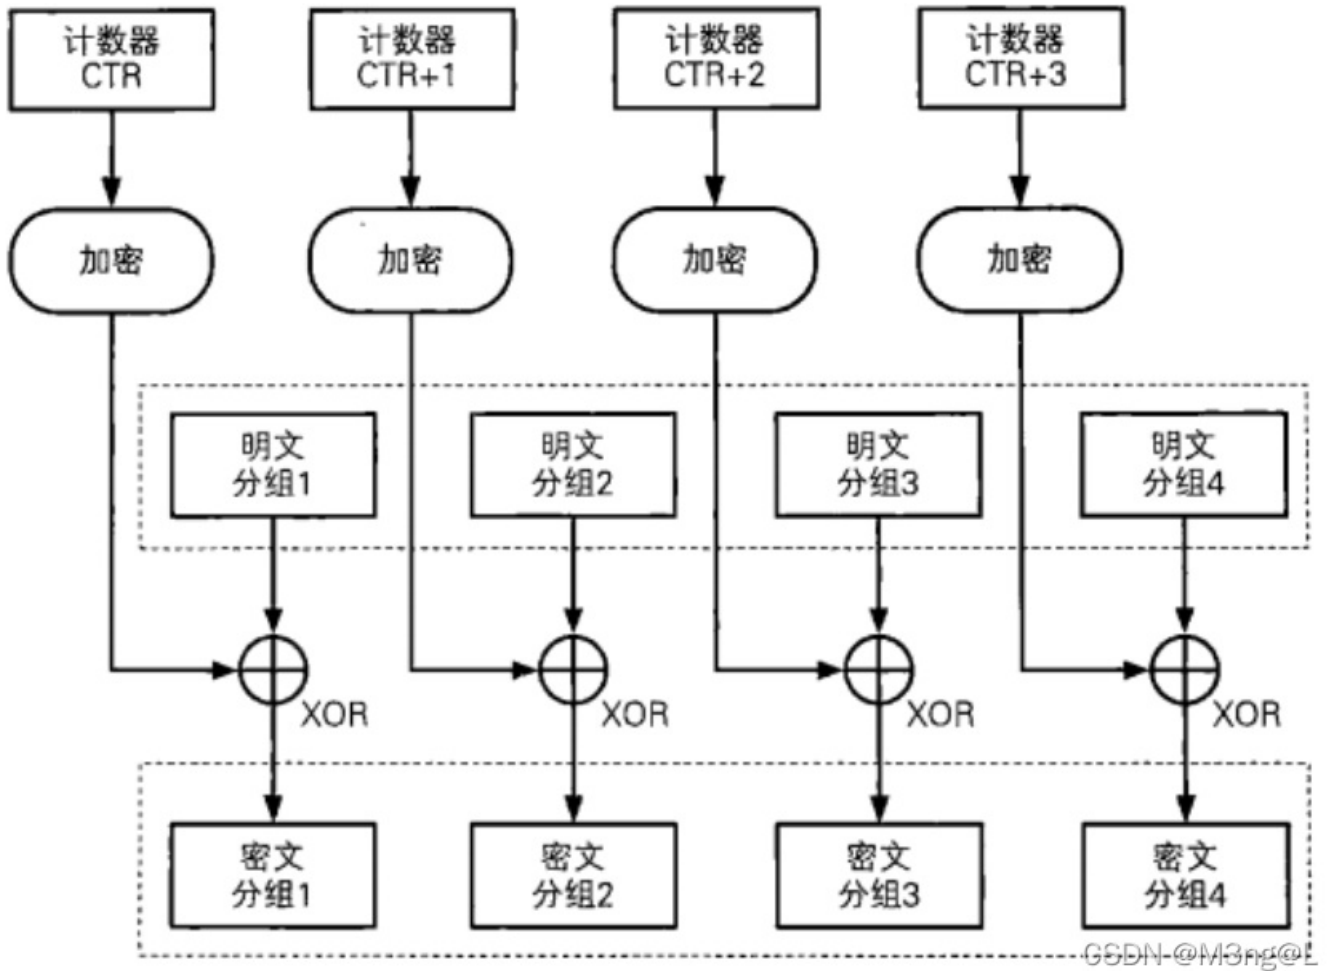 计数器
CTR
计数器
CTR+1
计数器
CTR+2
计数器
CTR+3
加密
加密
加密
加密
明文
分组1
明文
分组2
明文
分组3
明文
分组4
XOR
XOR
XOR
XOR
密文
分组1
密文
分组2
密文
分组3
密文
分组4
CSDN @M3ng@L